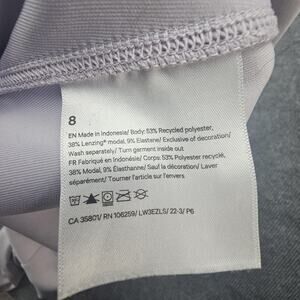 8
EN Made in Indonesia/ Body: 53% Recycled polyester,
38% Lenzing® modal, 9% Elastane/ Exclusive of decoration/
Wash separately/ Turn garment inside out
FR Fabriqué en Indonésie/ Corps: 53% Polyester recyclé,
38% Modal, 9% Élasthanne/ Sauf la décoration/ Laver
séparément/ Tourner l'article sur l'envers
CA 35801/ RN 106259/ LW3EZLS/ 22-3/ P6